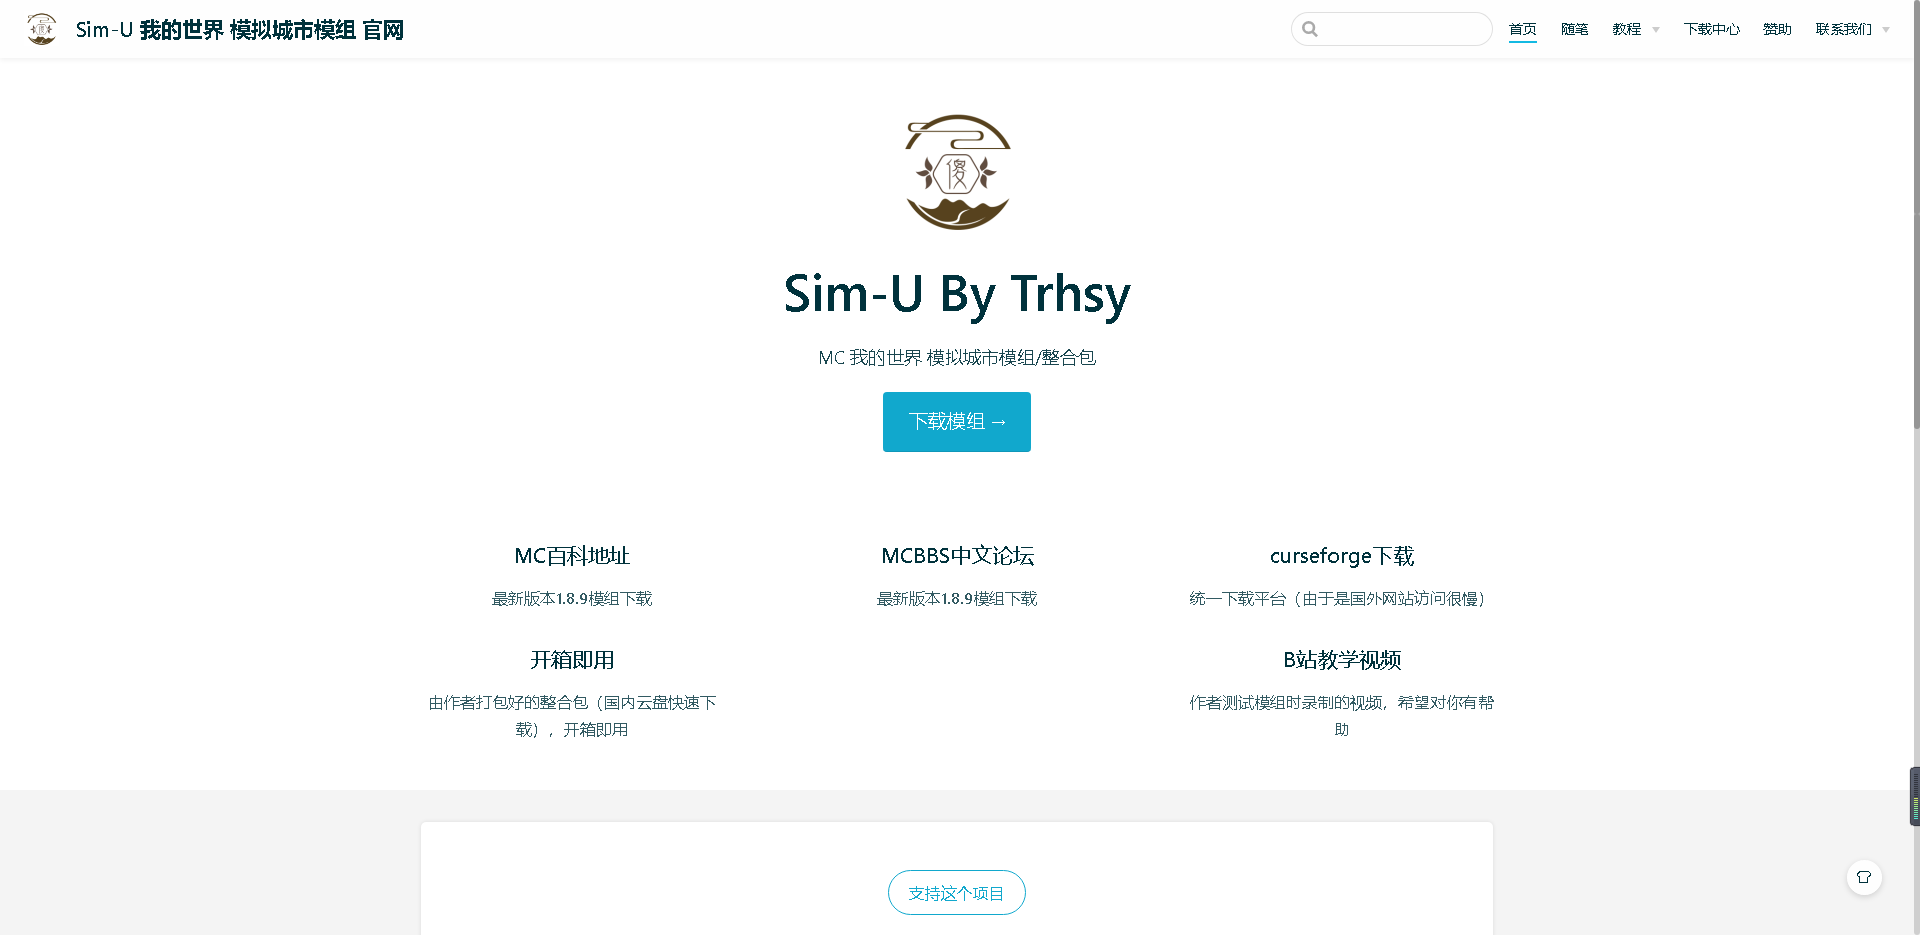 Sim-U 我的世界 模拟城市模组 官网
首页 随笔 教程 下载中心 赞助 联系我们
傻
Sim-U By Trhsy
MC 我的世界 模拟城市模组/整合包
下载模组 →
MC百科地址
最新版本1.8.9模组下载
MCBBS中文论坛
最新版本1.8.9模组下载
curseforge下载
统一下载平台（由于是国外网站访问很慢）
开箱即用
由作者打包好的整合包（国内云盘快速下
载），开箱即用
B站教学视频
作者测试模组时录制的视频，希望对你有帮
助
支持这个项目